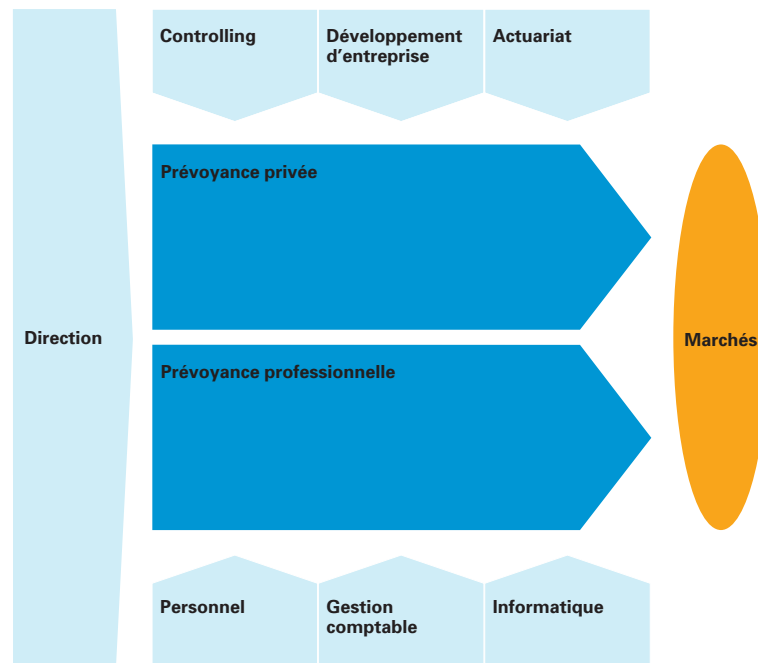 Controlling
Développement
d'entreprise
Actuariat
Prévoyance privée
Direction
Marchés
Prévoyance professionnelle
Personnel
Gestion
comptable
Informatique